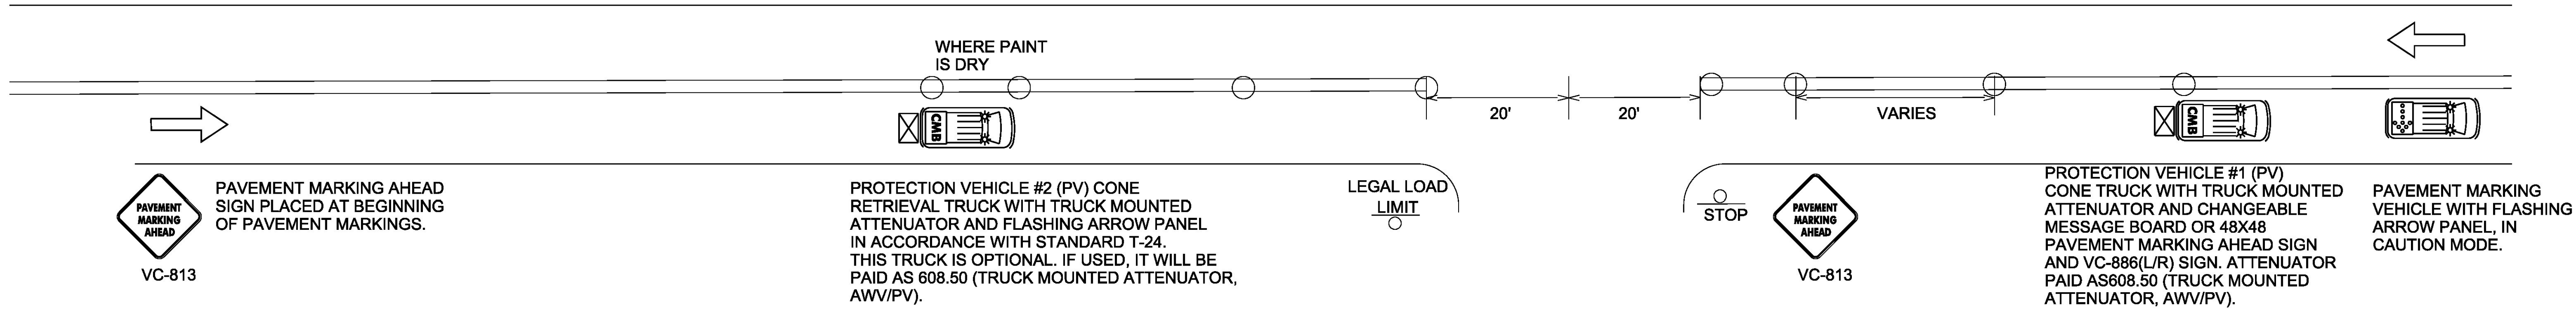 WHERE PAINT
IS DRY
20'
20'
VARIES
CMB
CMB
PAVEMENT
MARKING
AHEAD
VC-813
PAVEMENT MARKING AHEAD
SIGN PLACED AT BEGINNING
OF PAVEMENT MARKINGS.
PROTECTION VEHICLE #2 (PV) CONE
RETRIEVAL TRUCK WITH TRUCK MOUNTED
ATTENUATOR AND FLASHING ARROW PANEL
IN ACCORDANCE WITH STANDARD T-24.
THIS TRUCK IS OPTIONAL. IF USED, IT WILL BE
PAID AS 608.50 (TRUCK MOUNTED ATTENUATOR,
AWV/PV).
LEGAL LOAD
LIMIT
STOP
PAVEMENT
MARKING
AHEAD
VC-813
PROTECTION VEHICLE #1 (PV)
CONE TRUCK WITH TRUCK MOUNTED
ATTENUATOR AND CHANGEABLE
MESSAGE BOARD OR 48X48
PAVEMENT MARKING AHEAD SIGN
AND VC-886(L/R) SIGN. ATTENUATOR
PAID AS608.50 (TRUCK MOUNTED
ATTENUATOR, AWV/PV).
PAVEMENT MARKING
VEHICLE WITH FLASHING
ARROW PANEL, IN
CAUTION MODE.